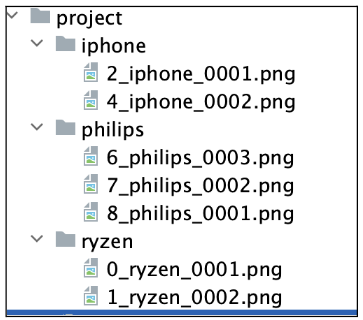 project
iphone
2_iphone_0001.png
4_iphone_0002.png
philips
6_philips_0003.png
7_philips_0002.png
8_philips_0001.png
ryzen
0_ryzen_0001.png
1_ryzen_0002.png